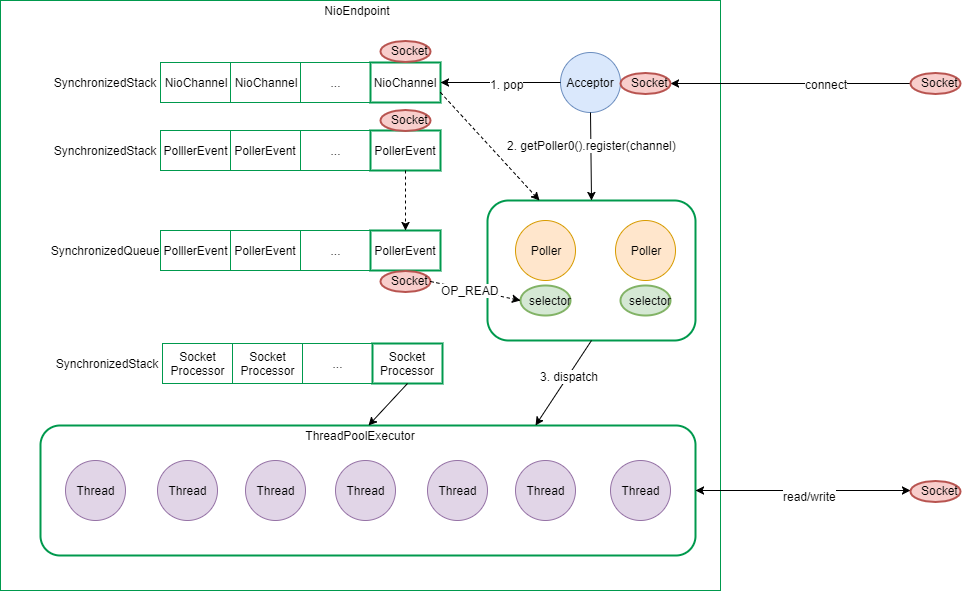 NioEndpoint
Socket
SynchronizedStack
NioChannel
NioChannel
...
NioChannel
1. pop
Acceptor
Socket
connect
Socket
Socket
SynchronizedStack
PolllerEvent
PollerEvent
...
PollerEvent
2. getPoller0().register(channel)
SynchronizedQueue
PolllerEvent
PollerEvent
...
PollerEvent
Poller
Poller
Socket
OP_READ
selector
selector
SynchronizedStack
Socket
Processor
Socket
Processor
...
Socket
Processor
3. dispatch
ThreadPoolExecutor
Thread
Thread
Thread
Thread
Thread
Thread
Thread
read/write
Socket